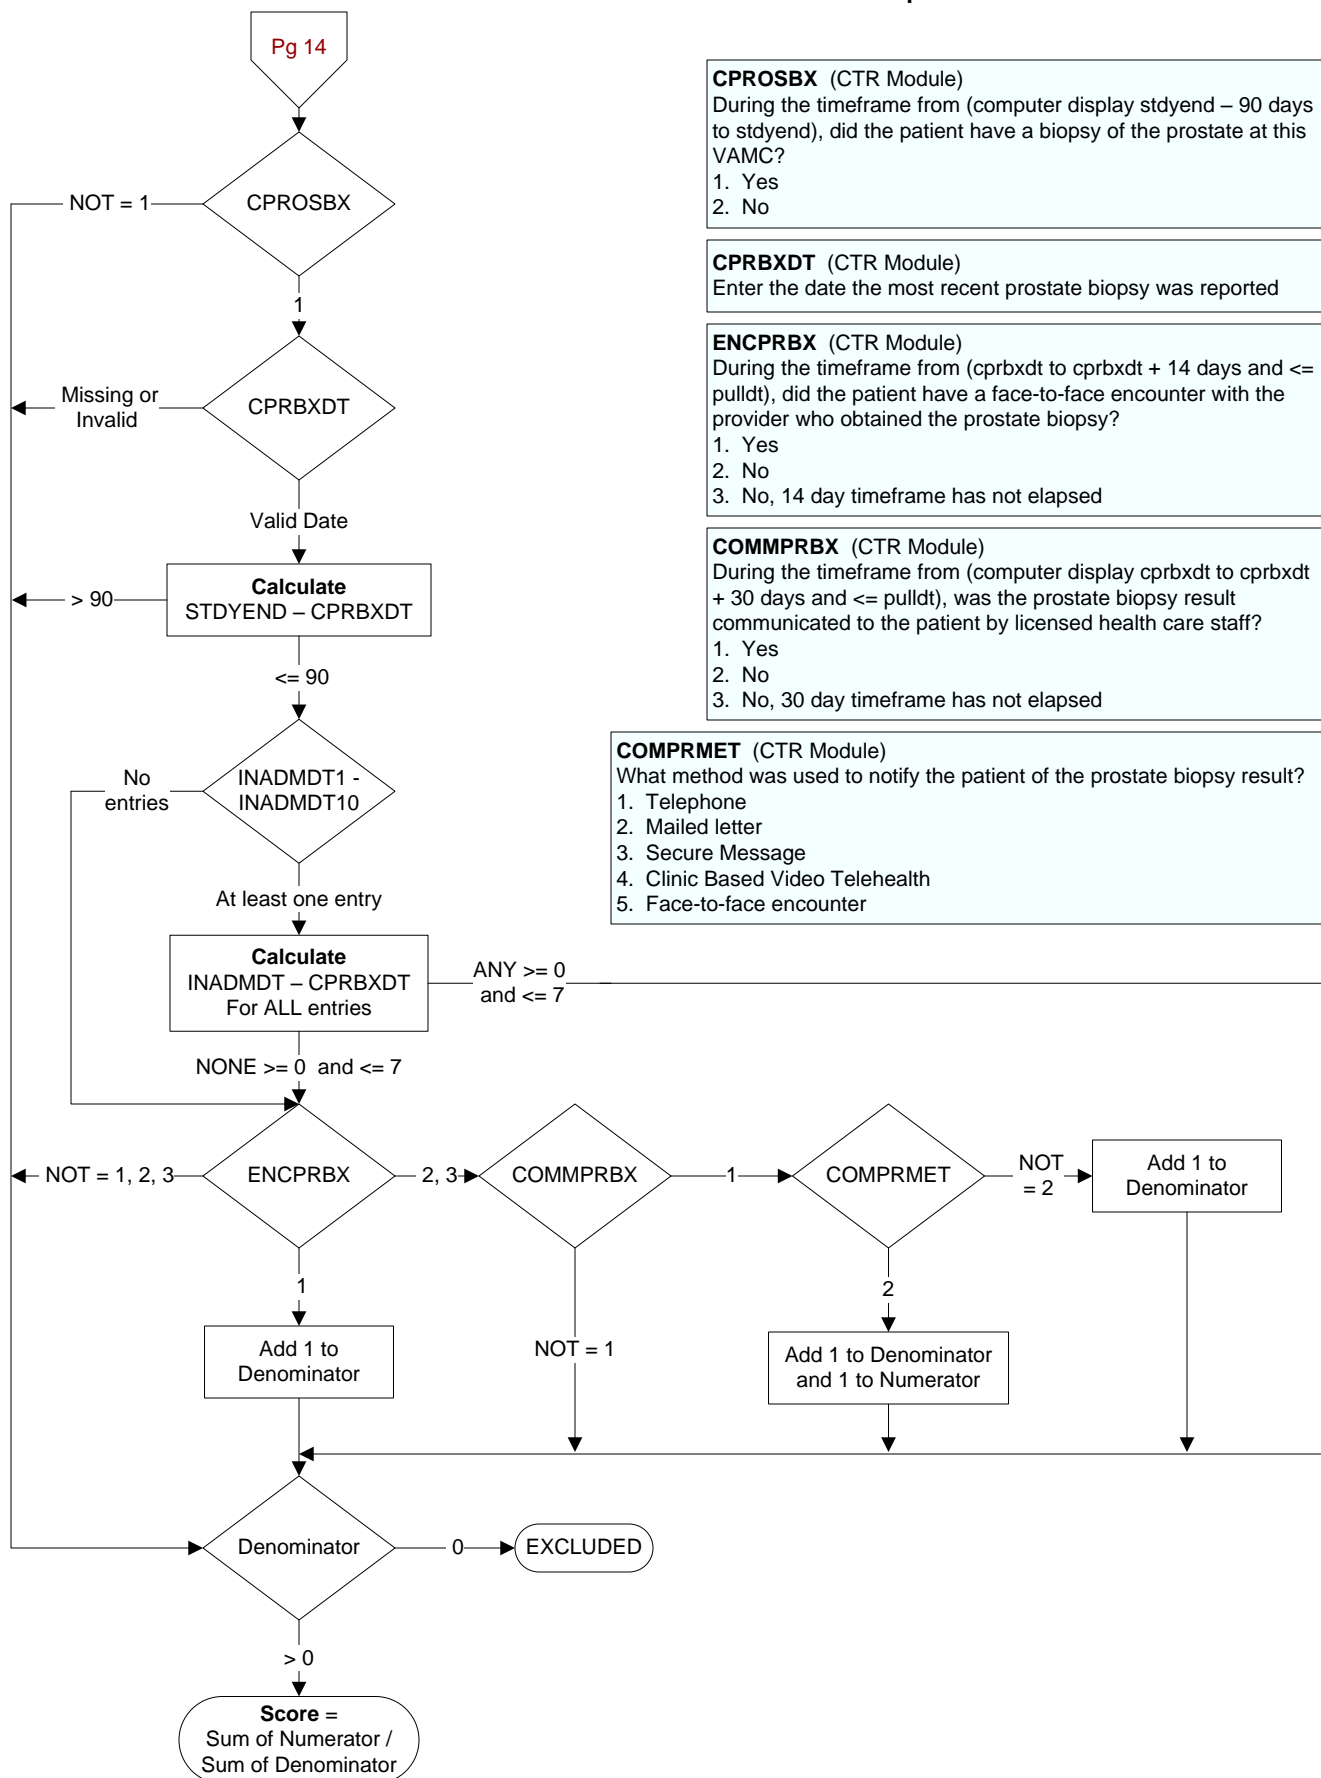 Pg 14
CPROSBX (CTR Module)
During the timeframe from (computer display stdyend – 90 days
to stdyend), did the patient have a biopsy of the prostate at this
VAMC?
1. Yes
2. No
NOT = 1
CPROSBX
1
CPRBXDT (CTR Module)
Enter the date the most recent prostate biopsy was reported
ENCPRBX (CTR Module)
During the timeframe from (cprbxdt to cprbxdt + 14 days and <=
pulldt), did the patient have a face-to-face encounter with the
provider who obtained the prostate biopsy?
1. Yes
2. No
3. No, 14 day timeframe has not elapsed
Missing or
Invalid
CPRBXDT
Valid Date
COMMPRBX (CTR Module)
During the timeframe from (computer display cprbxdt to cprbxdt
+ 30 days and <= pulldt), was the prostate biopsy result
communicated to the patient by licensed health care staff?
1. Yes
2. No
3. No, 30 day timeframe has not elapsed
> 90
Calculate
STDYEND – CPRBXDT
<= 90
COMPRMET (CTR Module)
What method was used to notify the patient of the prostate biopsy result?
1. Telephone
2. Mailed letter
3. Secure Message
4. Clinic Based Video Telehealth
5. Face-to-face encounter
No
entries
INADMDT1 -
INADMDT10
At least one entry
Calculate
INADMDT – CPRBXDT
For ALL entries
ANY >= 0
and <= 7
NONE >= 0 and <= 7
NOT = 1, 2, 3
ENCPRBX
2, 3
COMMPRBX
1
COMPRMET
NOT
= 2
Add 1 to
Denominator
1
2
Add 1 to
Denominator
NOT = 1
Add 1 to Denominator
and 1 to Numerator
Denominator
0
EXCLUDED
> 0
Score =
Sum of Numerator /
Sum of Denominator